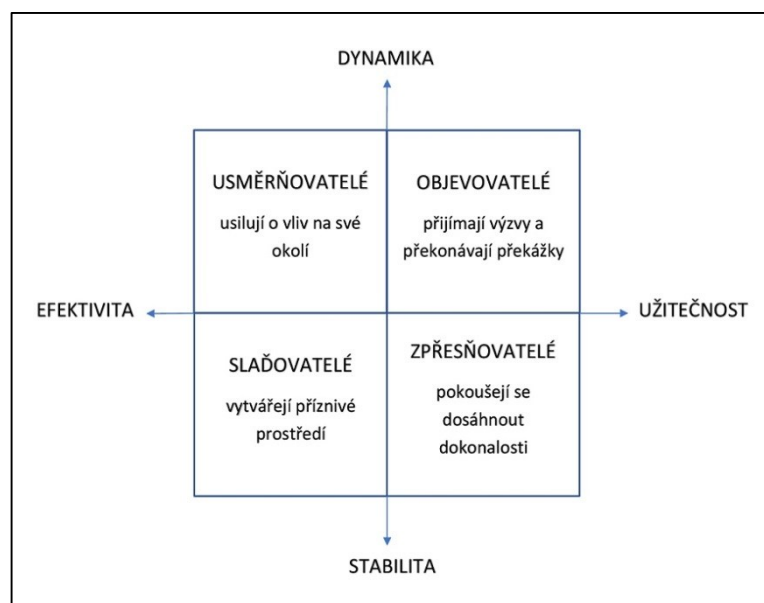 DYNAMIKA
USMĚRŇOVATELÉ
usilují o vliv na své
okolí
OBJEVOVATELÉ
přijímají výzvy a
překonávají překážky
EFEKTIVITA
UŽITEČNOST
SLAĎOVATELÉ
vytvářejí příznivé
prostředí
ZPŘESŇOVATELÉ
pokoušejí se
dosáhnout
dokonalosti
STABILITA